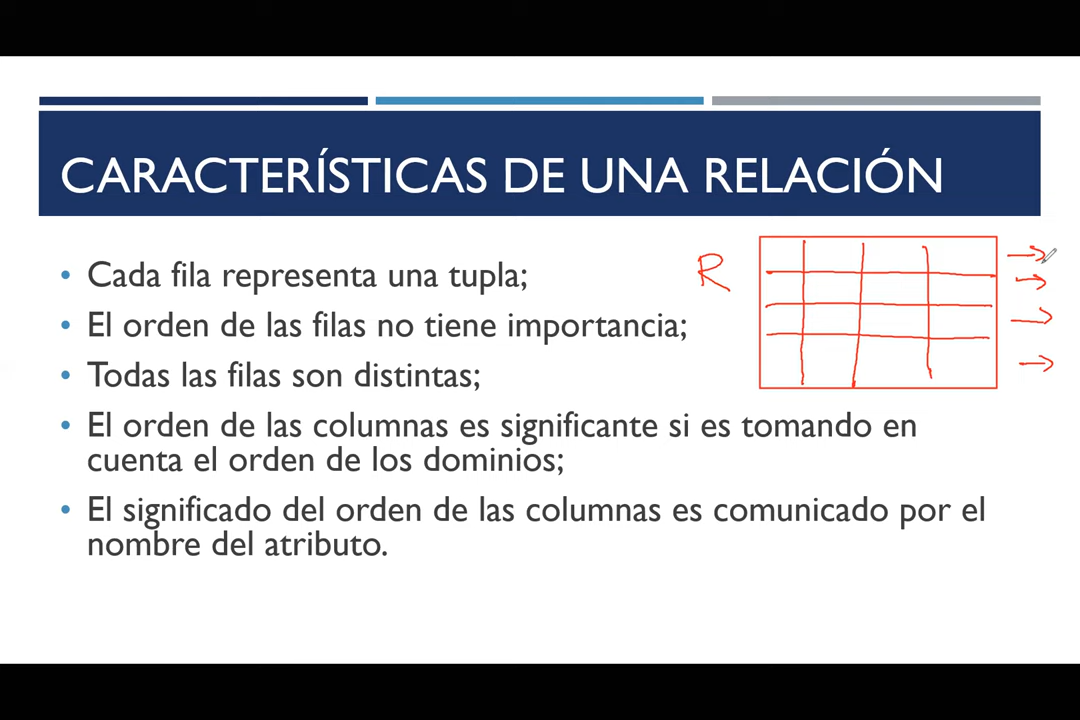 CARACTERÍSTICAS DE UNA RELACIÓN
• Cada fila representa una tupla;
• El orden de las filas no tiene importancia;
• Todas las filas son distintas;
• El orden de las columnas es significante si es tomando en
cuenta el orden de los dominios;
• El significado del orden de las columnas es comunicado por el
nombre del atributo.
R